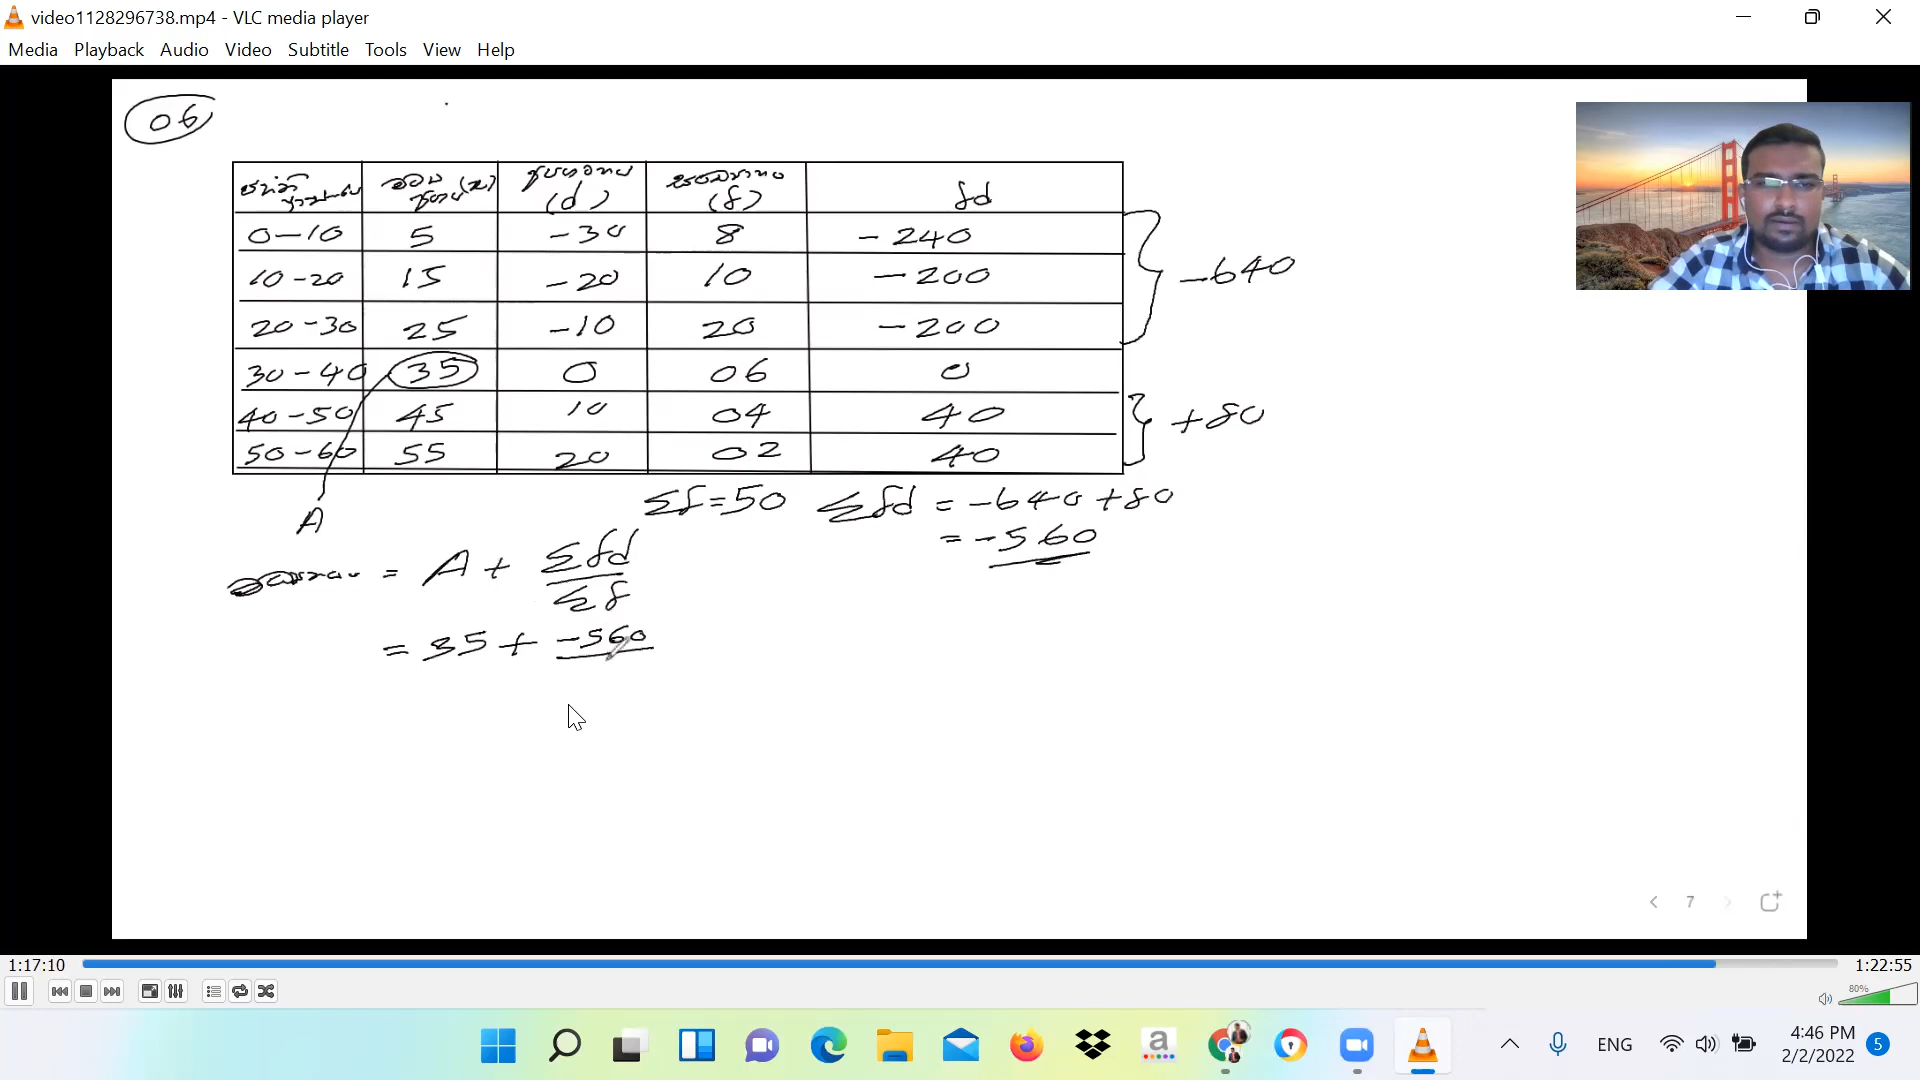 video1128296738.mp4 - VLC media player
Media Playback Audio Video Subtitle Tools View Help
06
(x) (d) (f) fd
0-10 5 -30 8 -240
10-20 15 -20 10 -200
20-30 25 -10 20 -200
-640
30-40 35 0 06 0
40-50 45 10 04 40
+80
50-60 55 20 02 40
A
Σf=50 Σfd = -640+80
= -560
= A + Σfd
Σf
= 35 + -560
7
1:17:10 1:22:55
80%
a
ENG
4:46 PM
2/2/2022
5